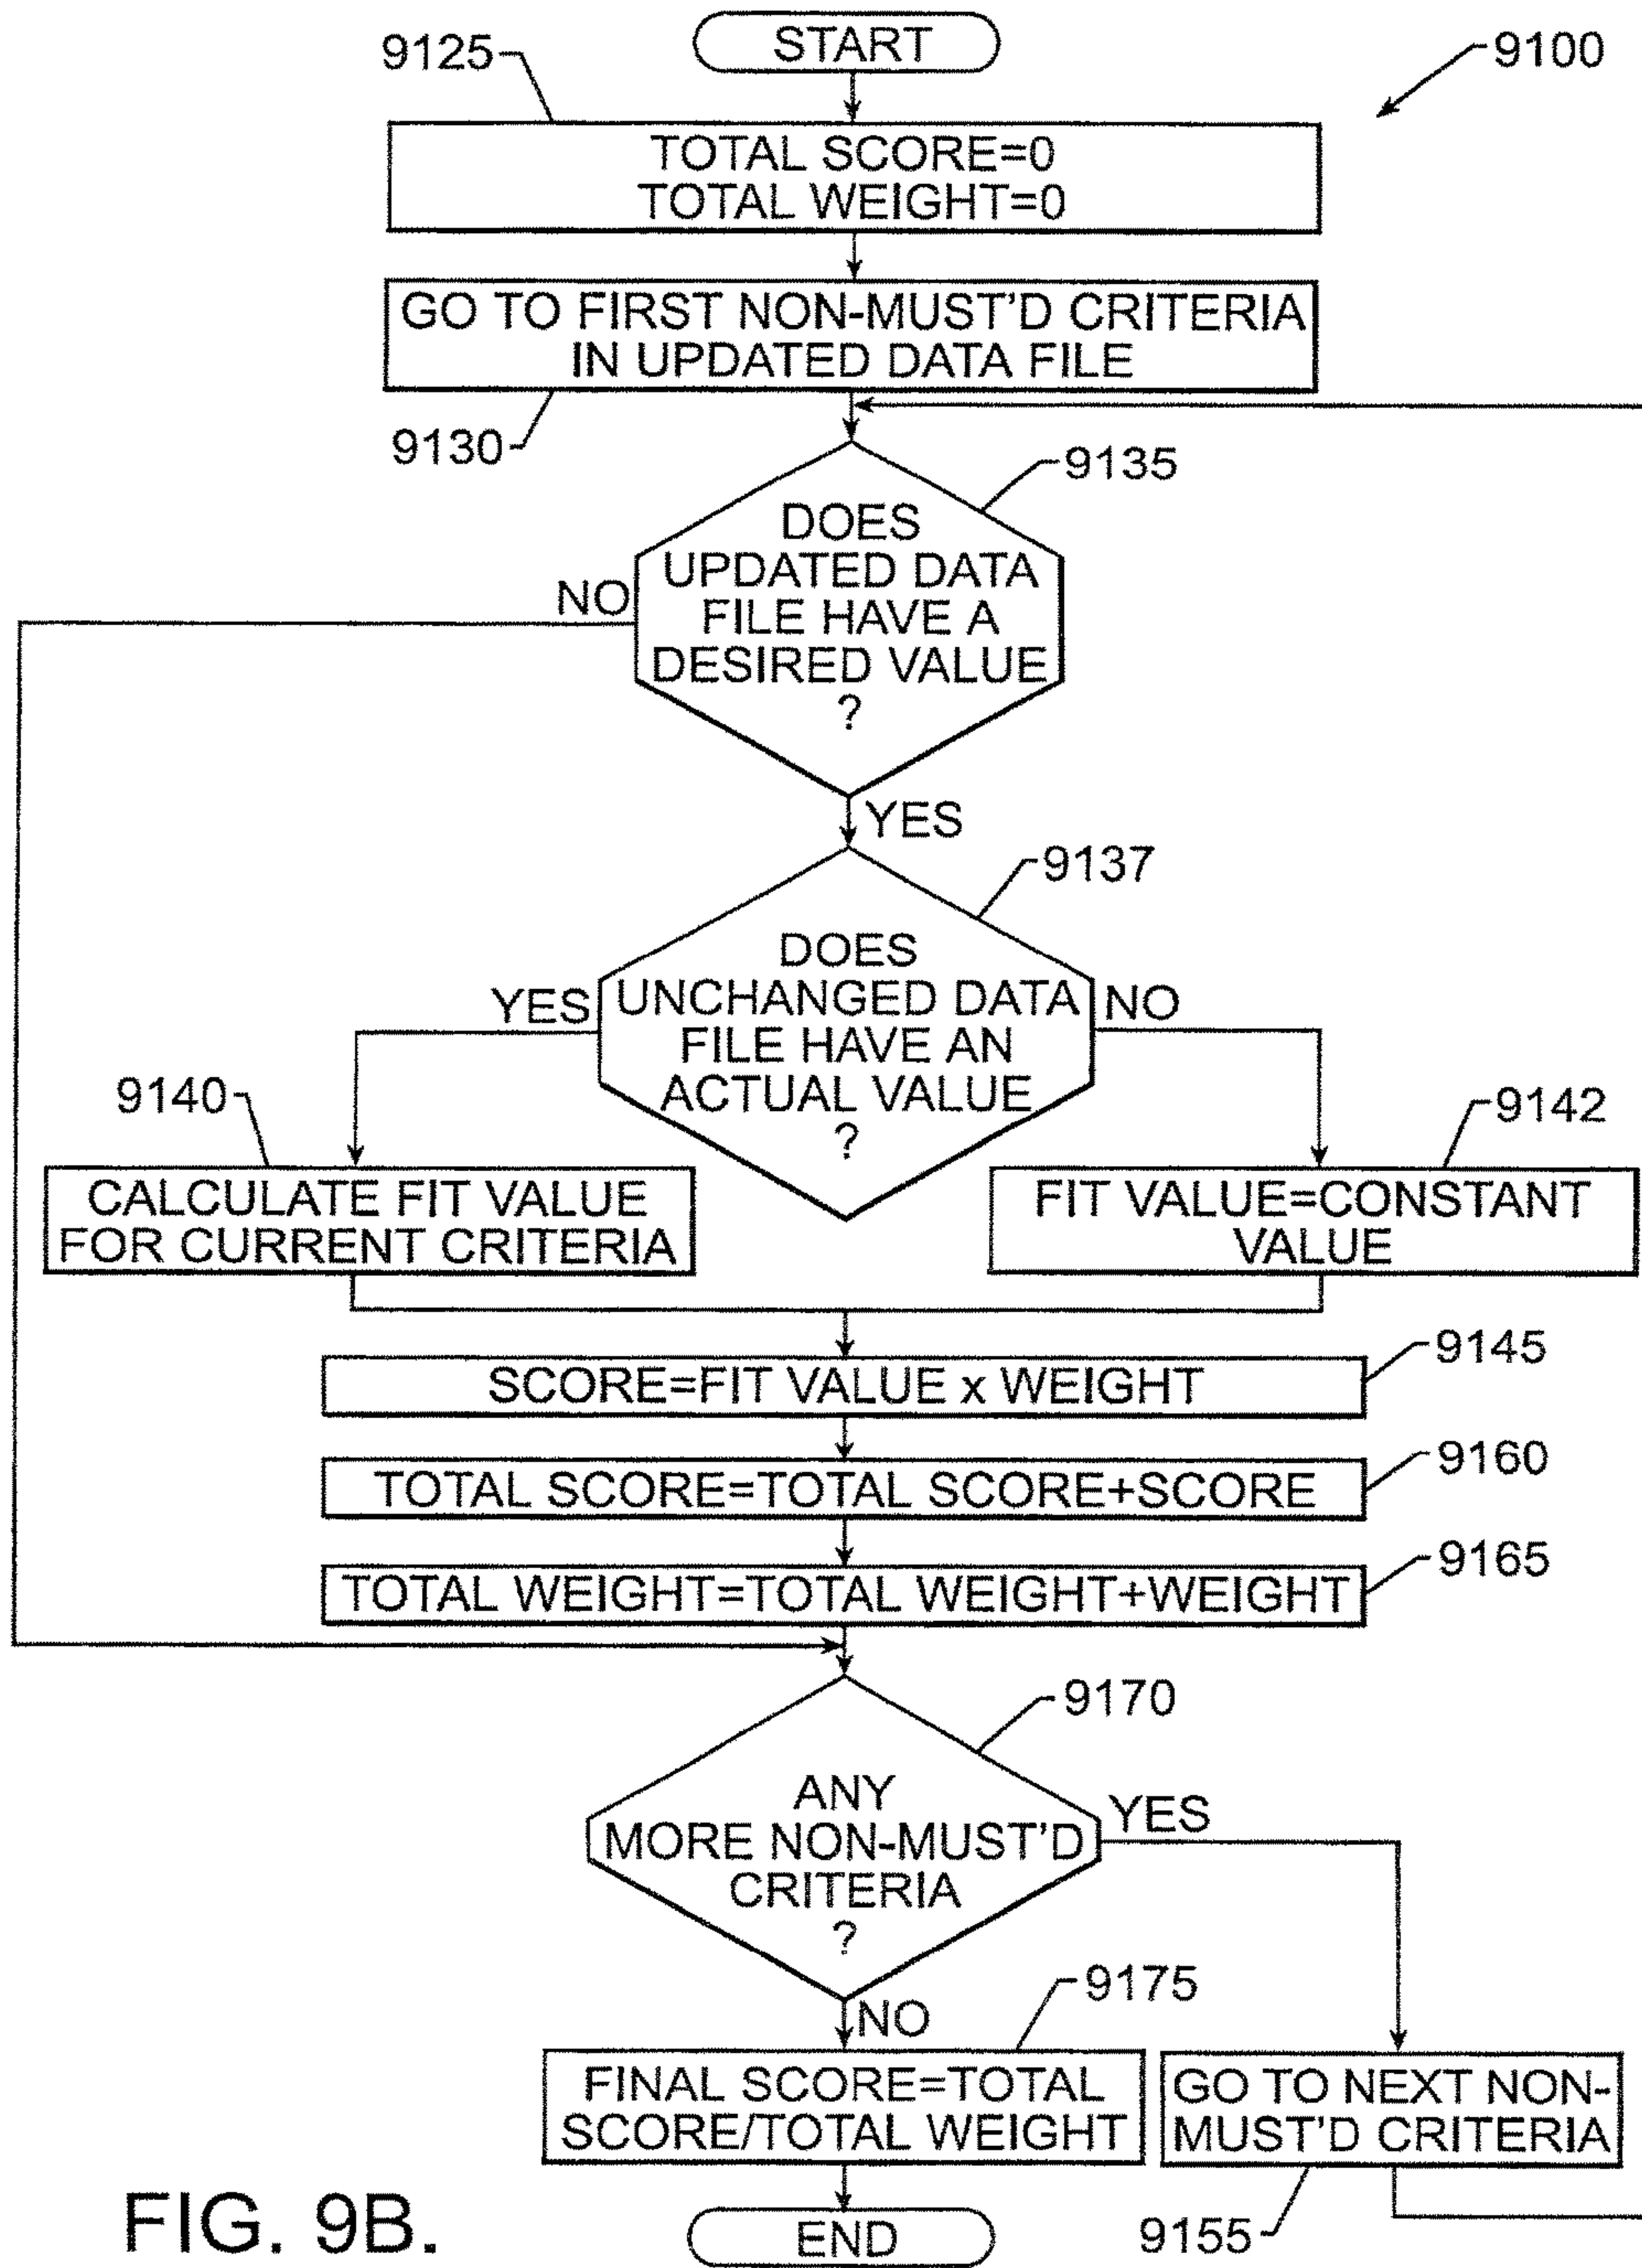 START
9125
9100
TOTAL SCORE=0
TOTAL WEIGHT=0
GO TO FIRST NON-MUST'D CRITERIA
IN UPDATED DATA FILE
9130
9135
DOES
UPDATED DATA
FILE HAVE A
DESIRED VALUE
?
NO
YES
9137
DOES
UNCHANGED DATA
FILE HAVE AN
ACTUAL VALUE
?
YES
NO
9140
9142
CALCULATE FIT VALUE
FOR CURRENT CRITERIA
FIT VALUE=CONSTANT
VALUE
9145
SCORE=FIT VALUE x WEIGHT
9160
TOTAL SCORE=TOTAL SCORE+SCORE
9165
TOTAL WEIGHT=TOTAL WEIGHT+WEIGHT
9170
ANY
MORE NON-MUST'D
CRITERIA
?
YES
NO
9175
FINAL SCORE=TOTAL
SCORE/TOTAL WEIGHT
GO TO NEXT NON-
MUST'D CRITERIA
9155
END
FIG. 9B.